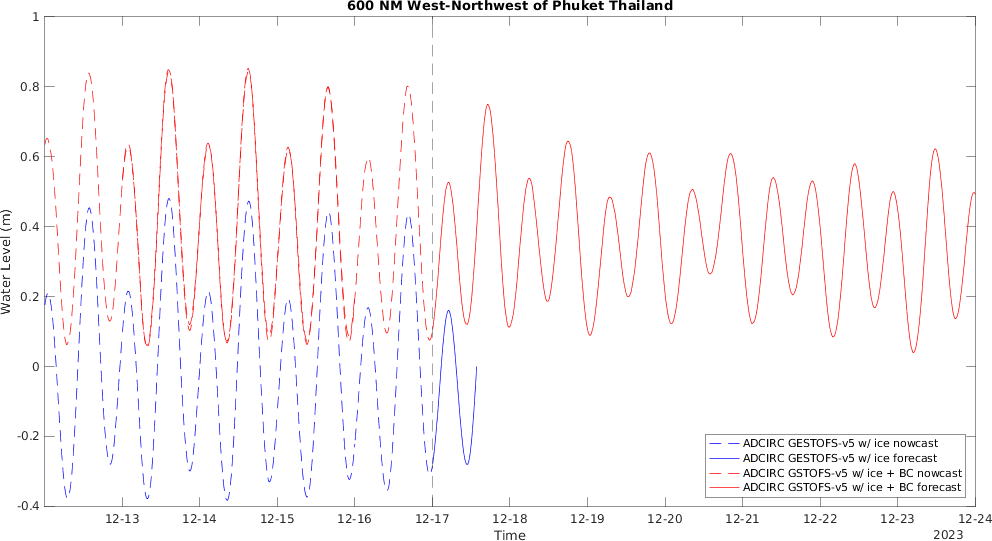 600 NM West-Northwest of Phuket Thailand
Water Level (m)
1
0.8
0.6
0.4
0.2
0
-0.2
-0.4
ADCIRC GESTOFS-v5 w/ ice nowcast
ADCIRC GESTOFS-v5 w/ ice forecast
ADCIRC GSTOFS-v5 w/ ice + BC nowcast
ADCIRC GSTOFS-v5 w/ ice + BC forecast
12-13 12-14 12-15 12-16 12-17 12-18 12-19 12-20 12-21 12-22 12-23 12-24
Time
2023